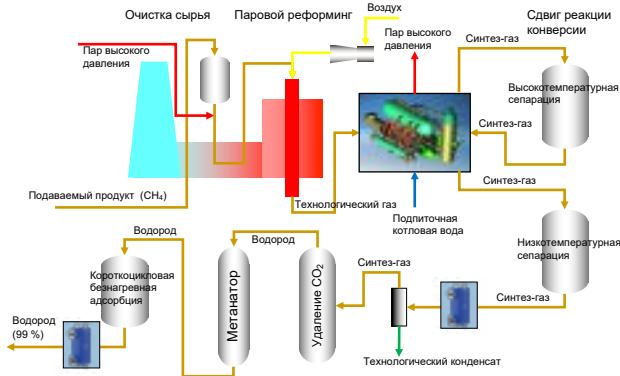 Очистка сырья
Паровой реформинг
Воздух
Сдвиг реакции
конверсии
Пар высокого
давления
Пар высокого
давления
Синтез-газ
Высокотемпературная
сепарация
Синтез-газ
Подаваемый продукт (CH₄)
Технологический газ
Подпиточная
котловая вода
Синтез-газ
Низкотемпературная
сепарация
Водород
Водород
Короткоцикловая
безнагревная
адсорбция
Метанатор
Удаление CO₂
Синтез-газ
Синтез-газ
Водород
(99 %)
Технологический конденсат